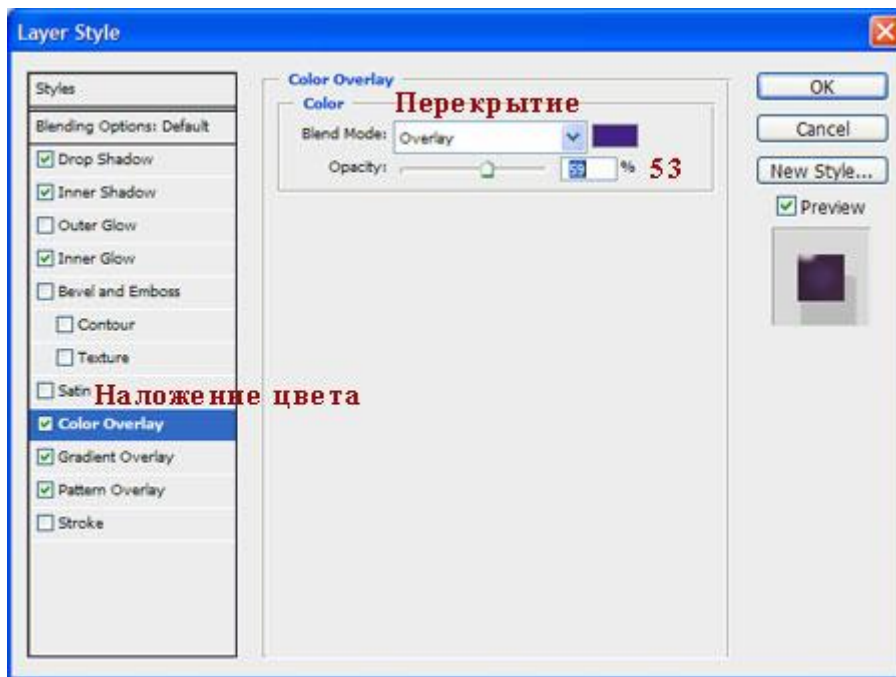 Layer Style
Styles
Blending Options: Default
Drop Shadow
Inner Shadow
Outer Glow
Inner Glow
Bevel and Emboss
Contour
Texture
Satin
Наложение цвета
Color Overlay
Gradient Overlay
Pattern Overlay
Stroke
Color Overlay
Color
Перекрытие
Blend Mode: Overlay
Opacity: 59 % 53
OK
Cancel
New Style...
Preview